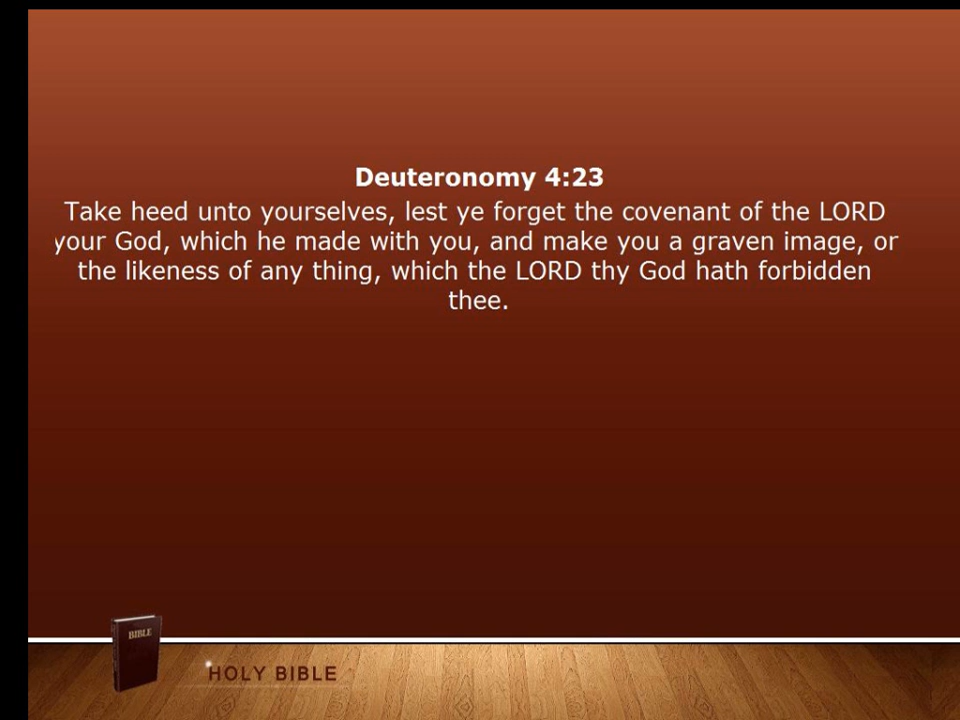 Deuteronomy 4:23
Take heed unto yourselves, lest ye forget the covenant of the LORD
your God, which he made with you, and make you a graven image, or
the likeness of any thing, which the LORD thy God hath forbidden
thee.
BIBLE
HOLY BIBLE